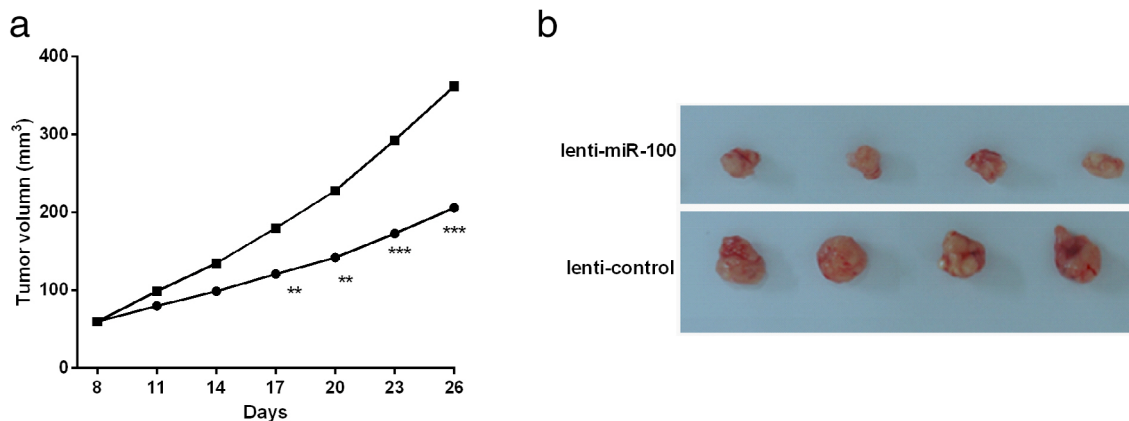 a
b
400
300
200
100
0
Tumor volumn (mm³)
**
**
***
***
8 11 14 17 20 23 26
Days
lenti-miR-100
lenti-control